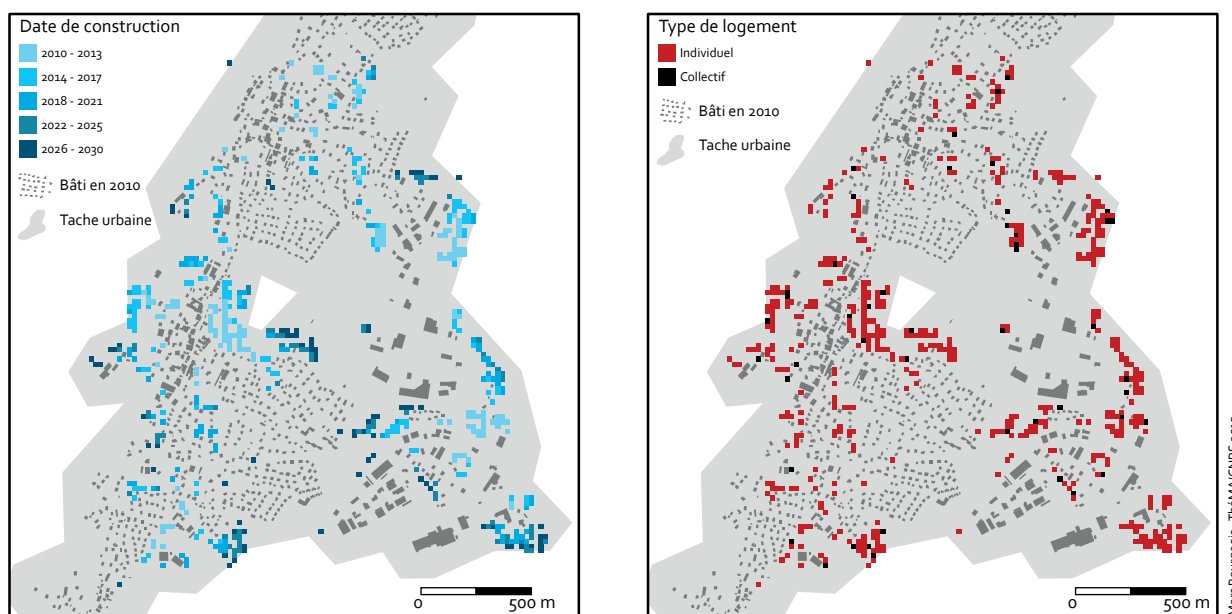 Date de construction
2010 - 2013
2014 - 2017
2018 - 2021
2022 - 2025
2026 - 2030
Bâti en 2010
Tache urbaine
0
500 m
Type de logement
Individuel
Collectif
Bâti en 2010
Tache urbaine
0
500 m